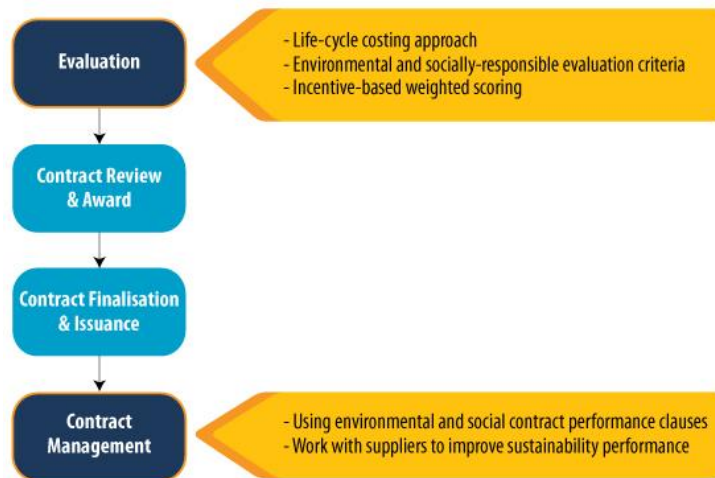 Evaluation
- Life-cycle costing approach
- Environmental and socially-responsible evaluation criteria
- Incentive-based weighted scoring
Contract Review
& Award
Contract Finalisation
& Issuance
Contract
Management
- Using environmental and social contract performance clauses
- Work with suppliers to improve sustainability performance